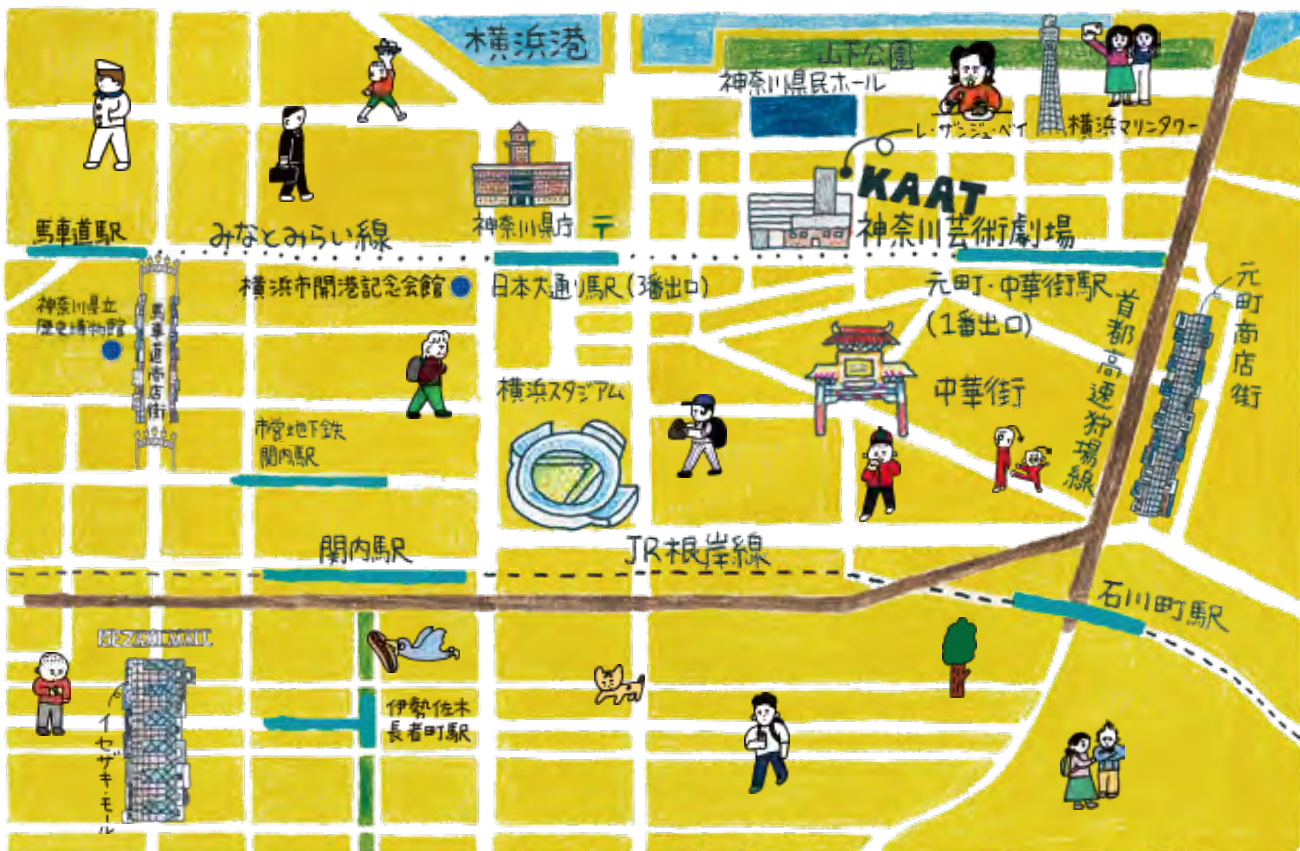 横浜港
山下公園
神奈川県民ホール
レ・ザンジュ・ベイ
横浜マリンタワー
KAAT
神奈川芸術劇場
神奈川県庁
〒
馬車道駅
みなとみらい線
横浜市開港記念会館
日本大通り駅(3番出口)
元町・中華街駅
(1番出口)
神奈川県立
歴史博物館
馬車道商店街
元町商店街
首都高速狩場線
中華街
横浜スタジアム
市営地下鉄
関内駅
関内駅
JR根岸線
石川町駅
ISEZAKI MALL
イセザキ・モール
伊勢佐木
長者町駅